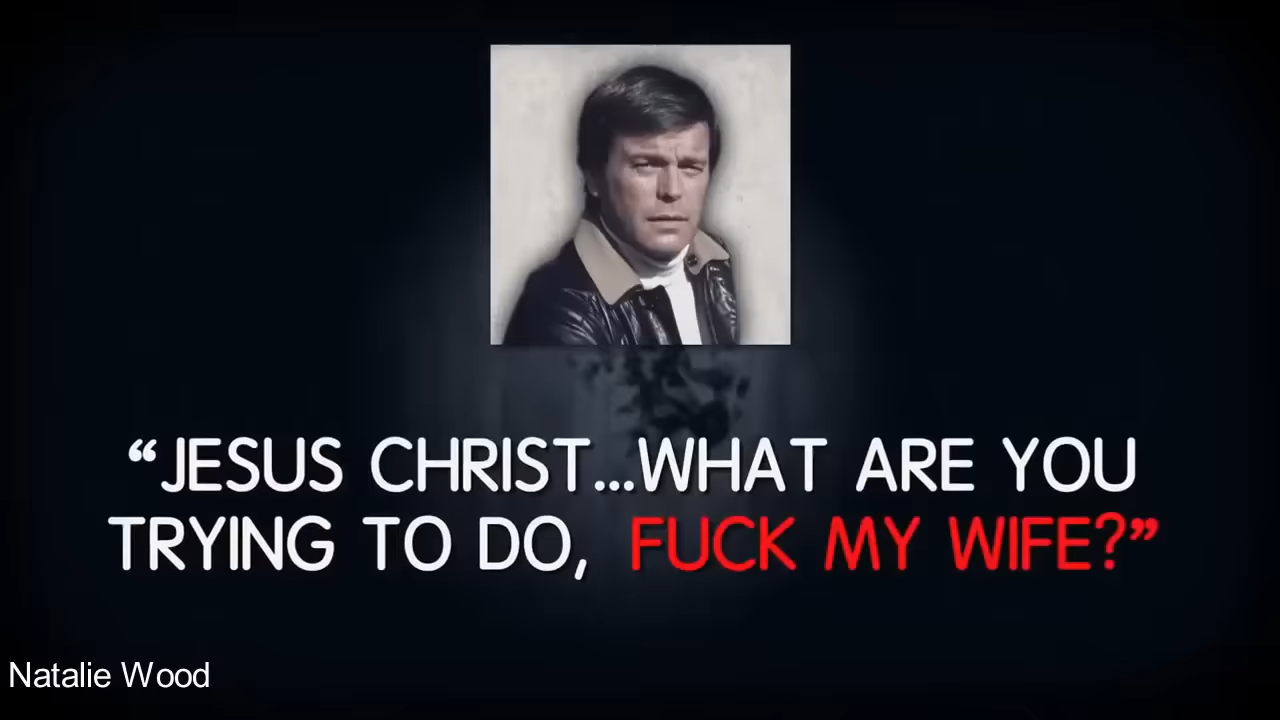 “JESUS CHRIST...WHAT ARE YOU
TRYING TO DO, FUCK MY WIFE?”
Natalie Wood